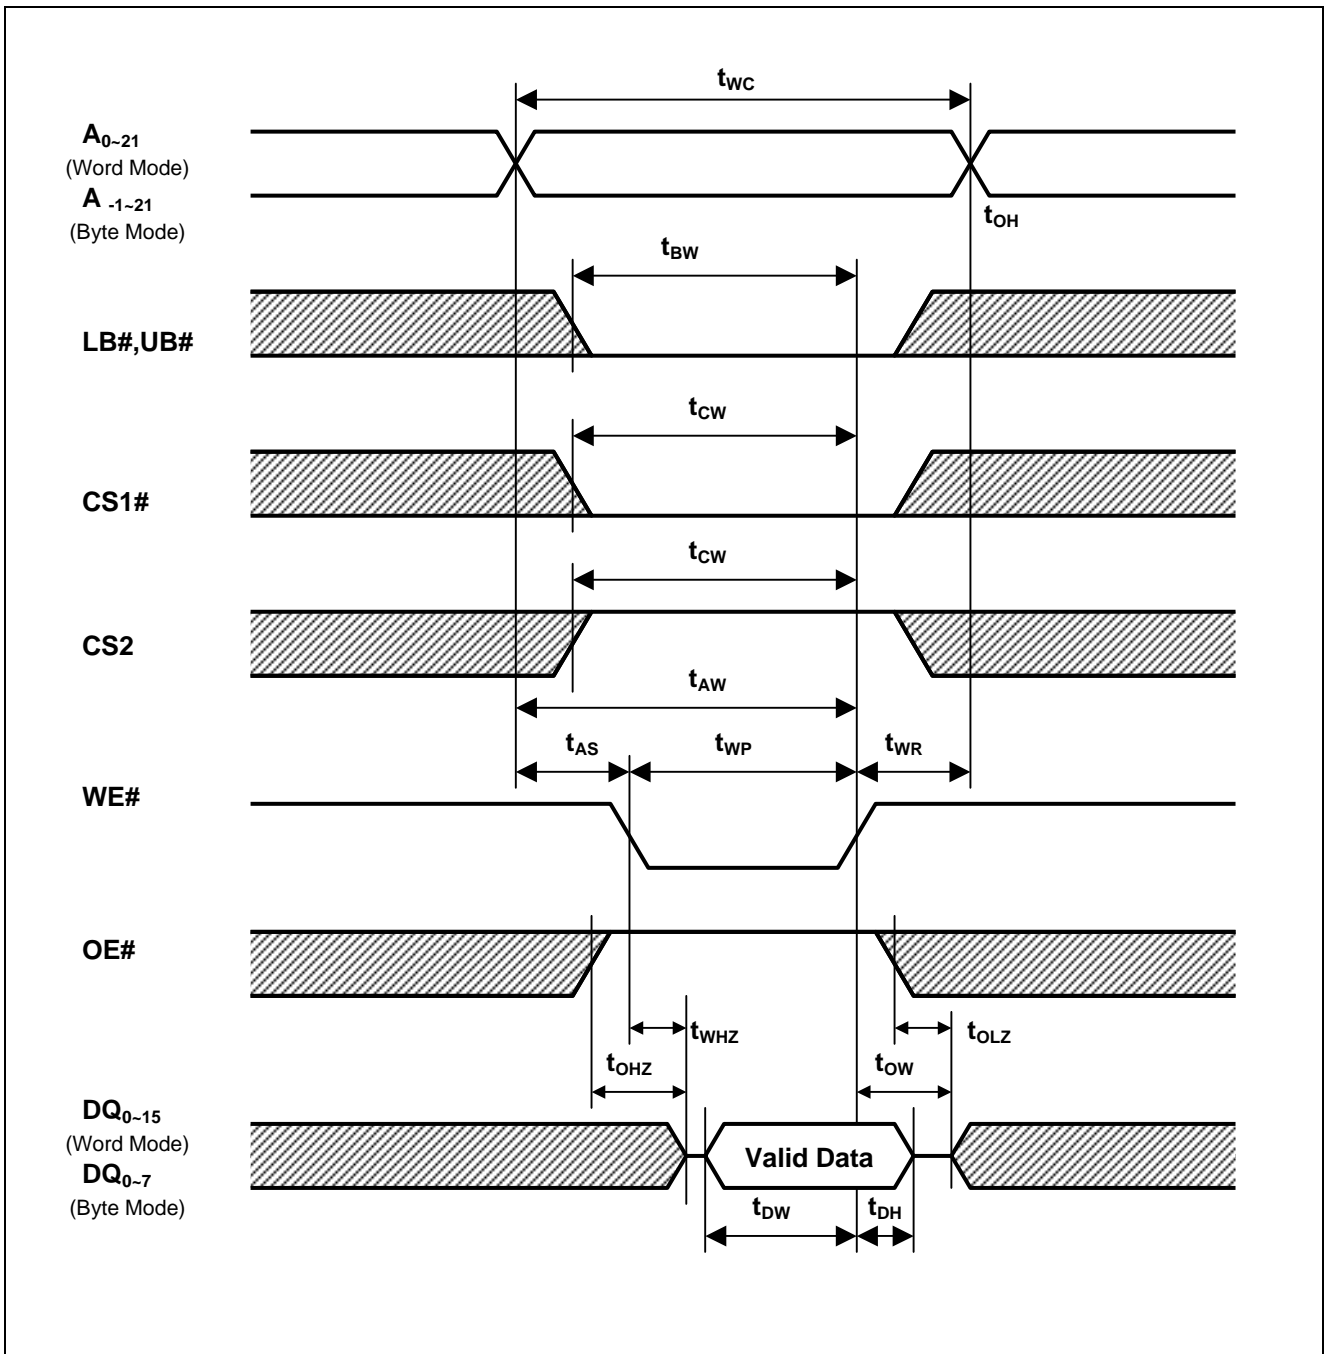 tWC
A0~21
(Word Mode)
A -1~21
(Byte Mode)
tOH
tBW
LB#,UB#
tCW
CS1#
tCW
CS2
tAW
tAS
tWP
tWR
WE#
OE#
tWHZ
tOLZ
tOHZ
tOW
DQ0~15
(Word Mode)
DQ0~7
(Byte Mode)
Valid Data
tDW
tDH